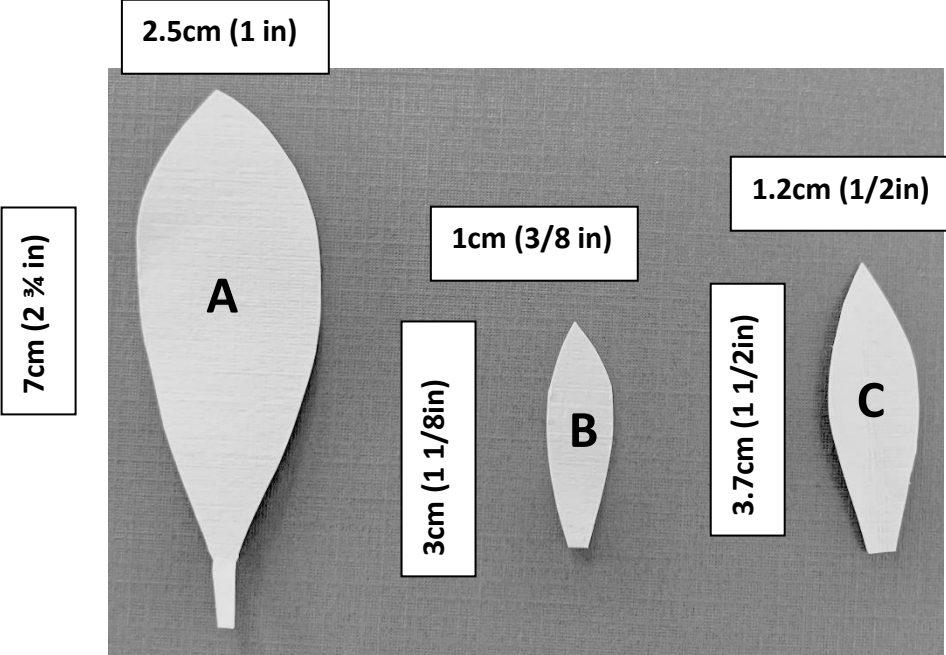 2.5cm (1 in)
7cm (2 ¾ in)
A
1cm (3/8 in)
3cm (1 1/8in)
B
1.2cm (1/2in)
3.7cm (1 1/2in)
C